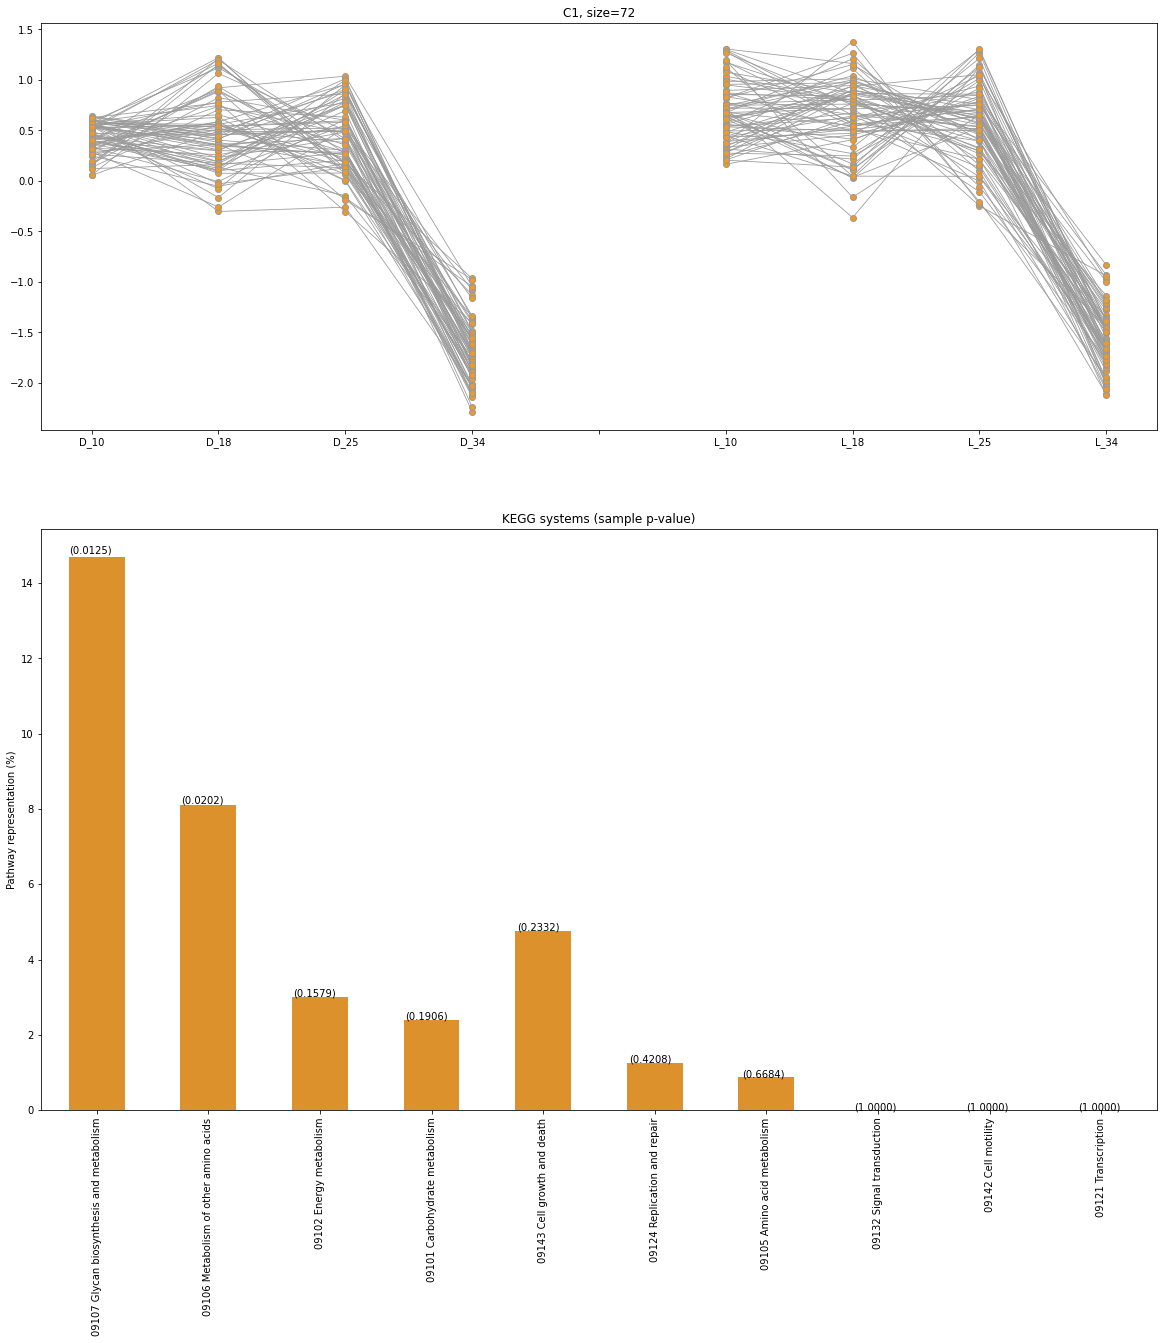 C1, size=72
1.5
1.0
0.5
0.0
−0.5
−1.0
−1.5
−2.0
D_10 D_18 D_25 D_34 L_10 L_18 L_25 L_34
KEGG systems (sample p-value)
Pathway representation (%)
14
12
10
8
6
4
2
0
(0.0125)
(0.0202)
(0.1579)
(0.1906)
(0.2332)
(0.4208)
(0.6684)
(1.0000)
(1.0000)
(1.0000)
09107 Glycan biosynthesis and metabolism
09106 Metabolism of other amino acids
09102 Energy metabolism
09101 Carbohydrate metabolism
09143 Cell growth and death
09124 Replication and repair
09105 Amino acid metabolism
09132 Signal transduction
09142 Cell motility
09121 Transcription